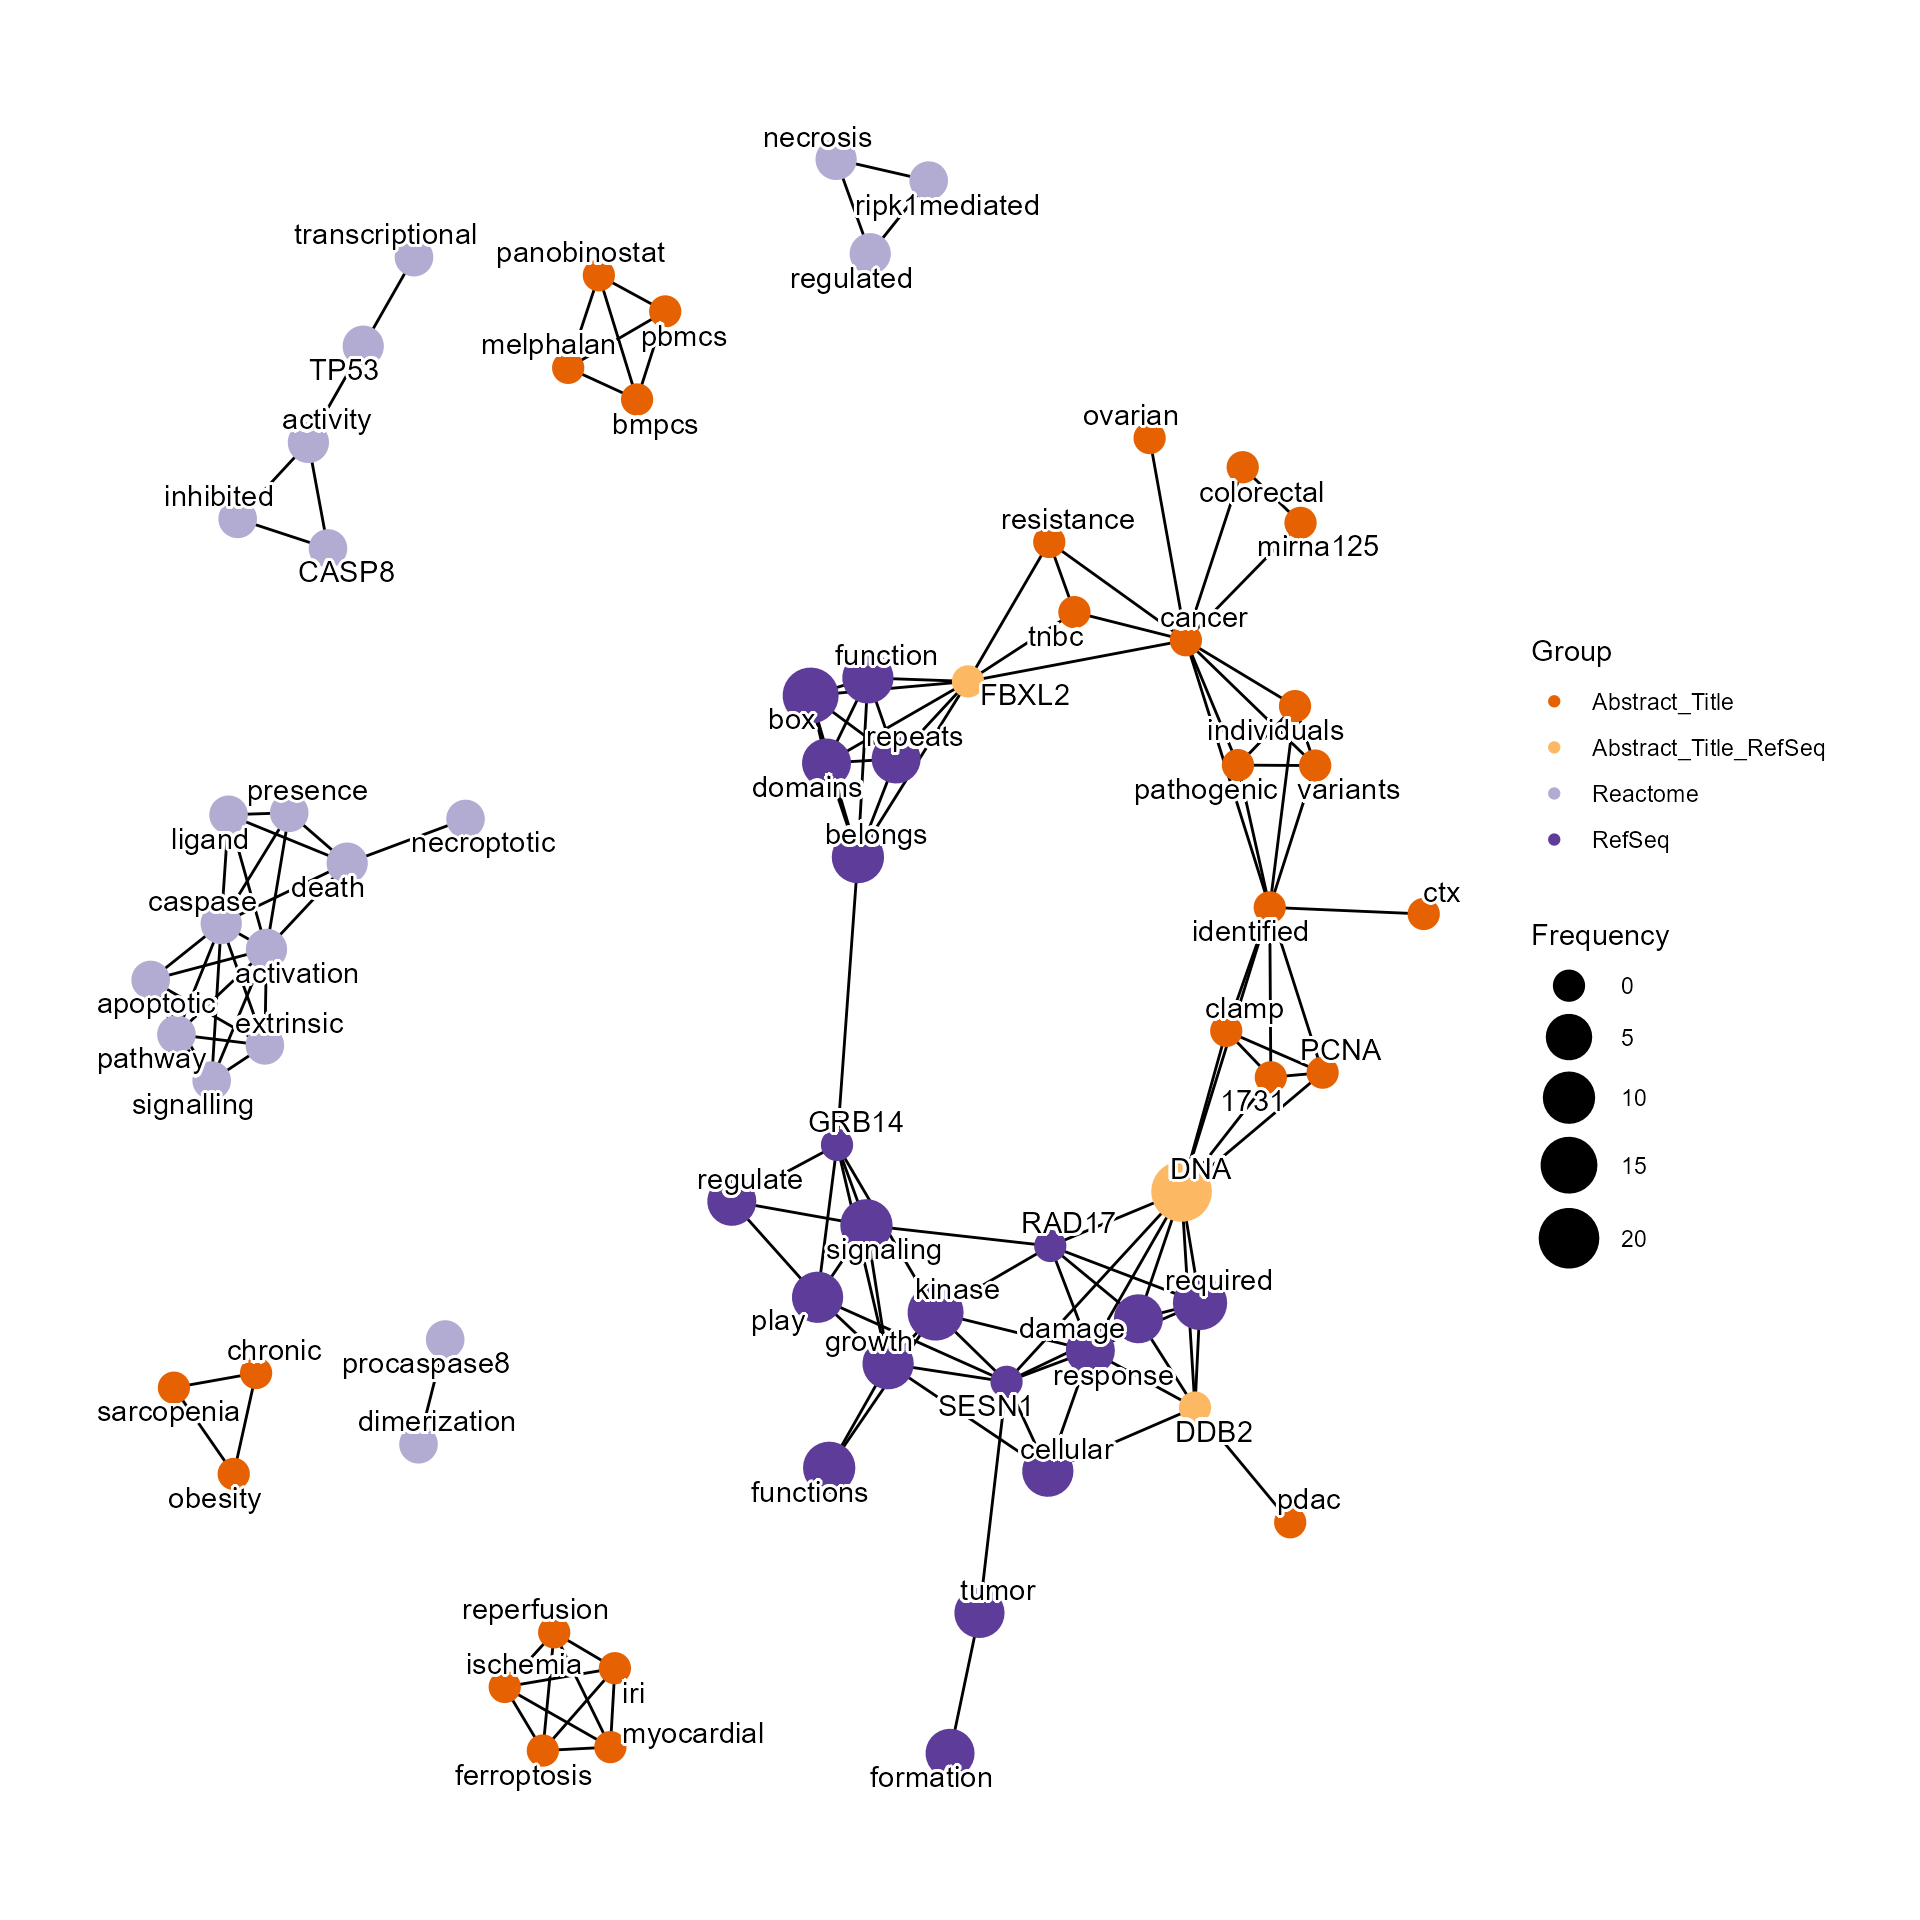 necrosis
ripk1mediated
regulated
transcriptional
TP53
activity
inhibited
CASP8
panobinostat
pbmcs
melphalan
bmpcs
ovarian
colorectal
mirna125
resistance
cancer
tnbc
function
FBXL2
box
repeats
domains
belongs
individuals
pathogenic
variants
identified
ctx
clamp
PCNA
1731
DNA
presence
ligand
necroptotic
death
caspase
activation
apoptotic
extrinsic
pathway
signalling
GRB14
regulate
signaling
RAD17
kinase
required
play
growth
damage
response
SESN1
DDB2
cellular
functions
pdac
tumor
formation
chronic
sarcopenia
obesity
procaspase8
dimerization
reperfusion
ischemia
iri
myocardial
ferroptosis
Group
Abstract_Title
Abstract_Title_RefSeq
Reactome
RefSeq
Frequency
0
5
10
15
20